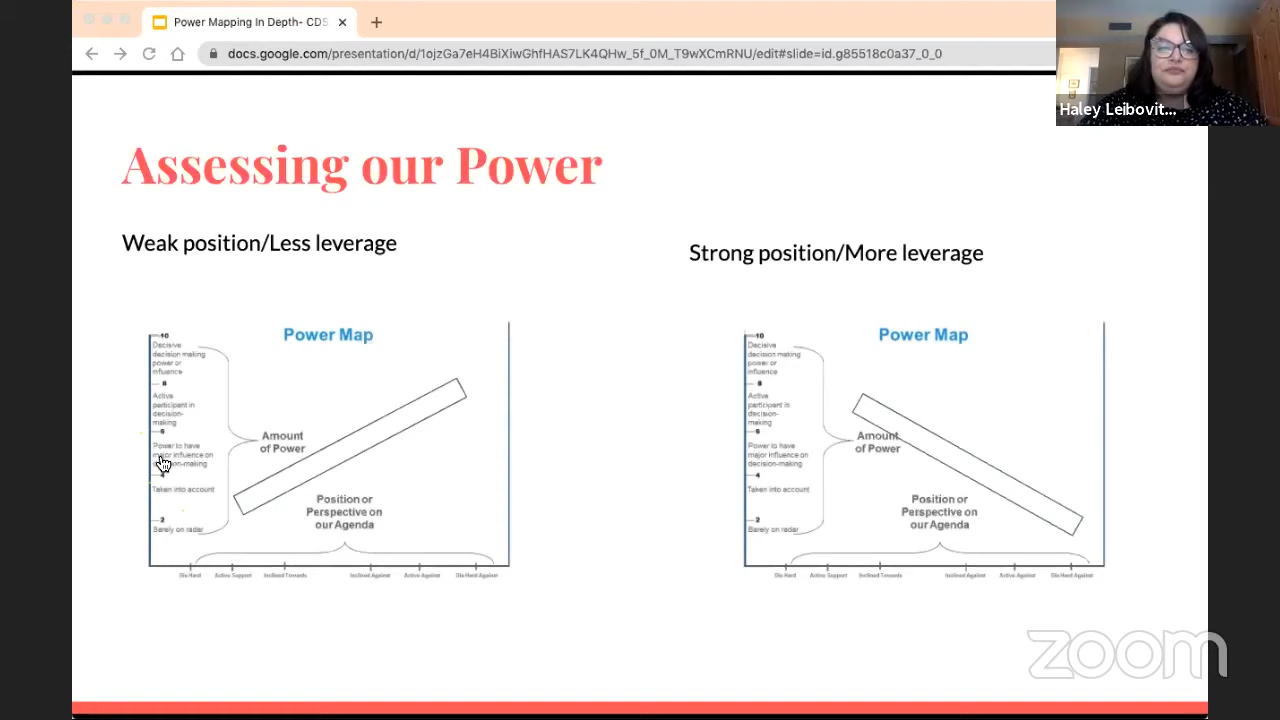 Power Mapping In Depth- CDS
docs.google.com/presentation/d/1ojzGa7eH4BiXiwGhfHAS7LK4QHw_5f_0M_T9wXCmRNU/edit#slide=id.g85518c0a37_0_0
Haley Leibovit...
Assessing our Power
Weak position/Less leverage
Strong position/More leverage
Power Map
10
Decisive
decision making
power or
influence
8
Active
participant in
decision-
making
6
Power to have
major influence on
decision-making
4
Taken into account
2
Barely on radar
Amount
of Power
Position or
Perspective on
our Agenda
Die Hard
Active Support
Inclined Towards
Inclined Against
Active Against
Die Hard Against
Power Map
10
Decisive
decision making
power or
influence
8
Active
participant in
decision-
making
6
Power to have
major influence on
decision-making
4
Taken into account
2
Barely on radar
Amount
of Power
Position or
Perspective on
our Agenda
Die Hard
Active Support
Inclined Towards
Inclined Against
Active Against
Die Hard Against
zoom